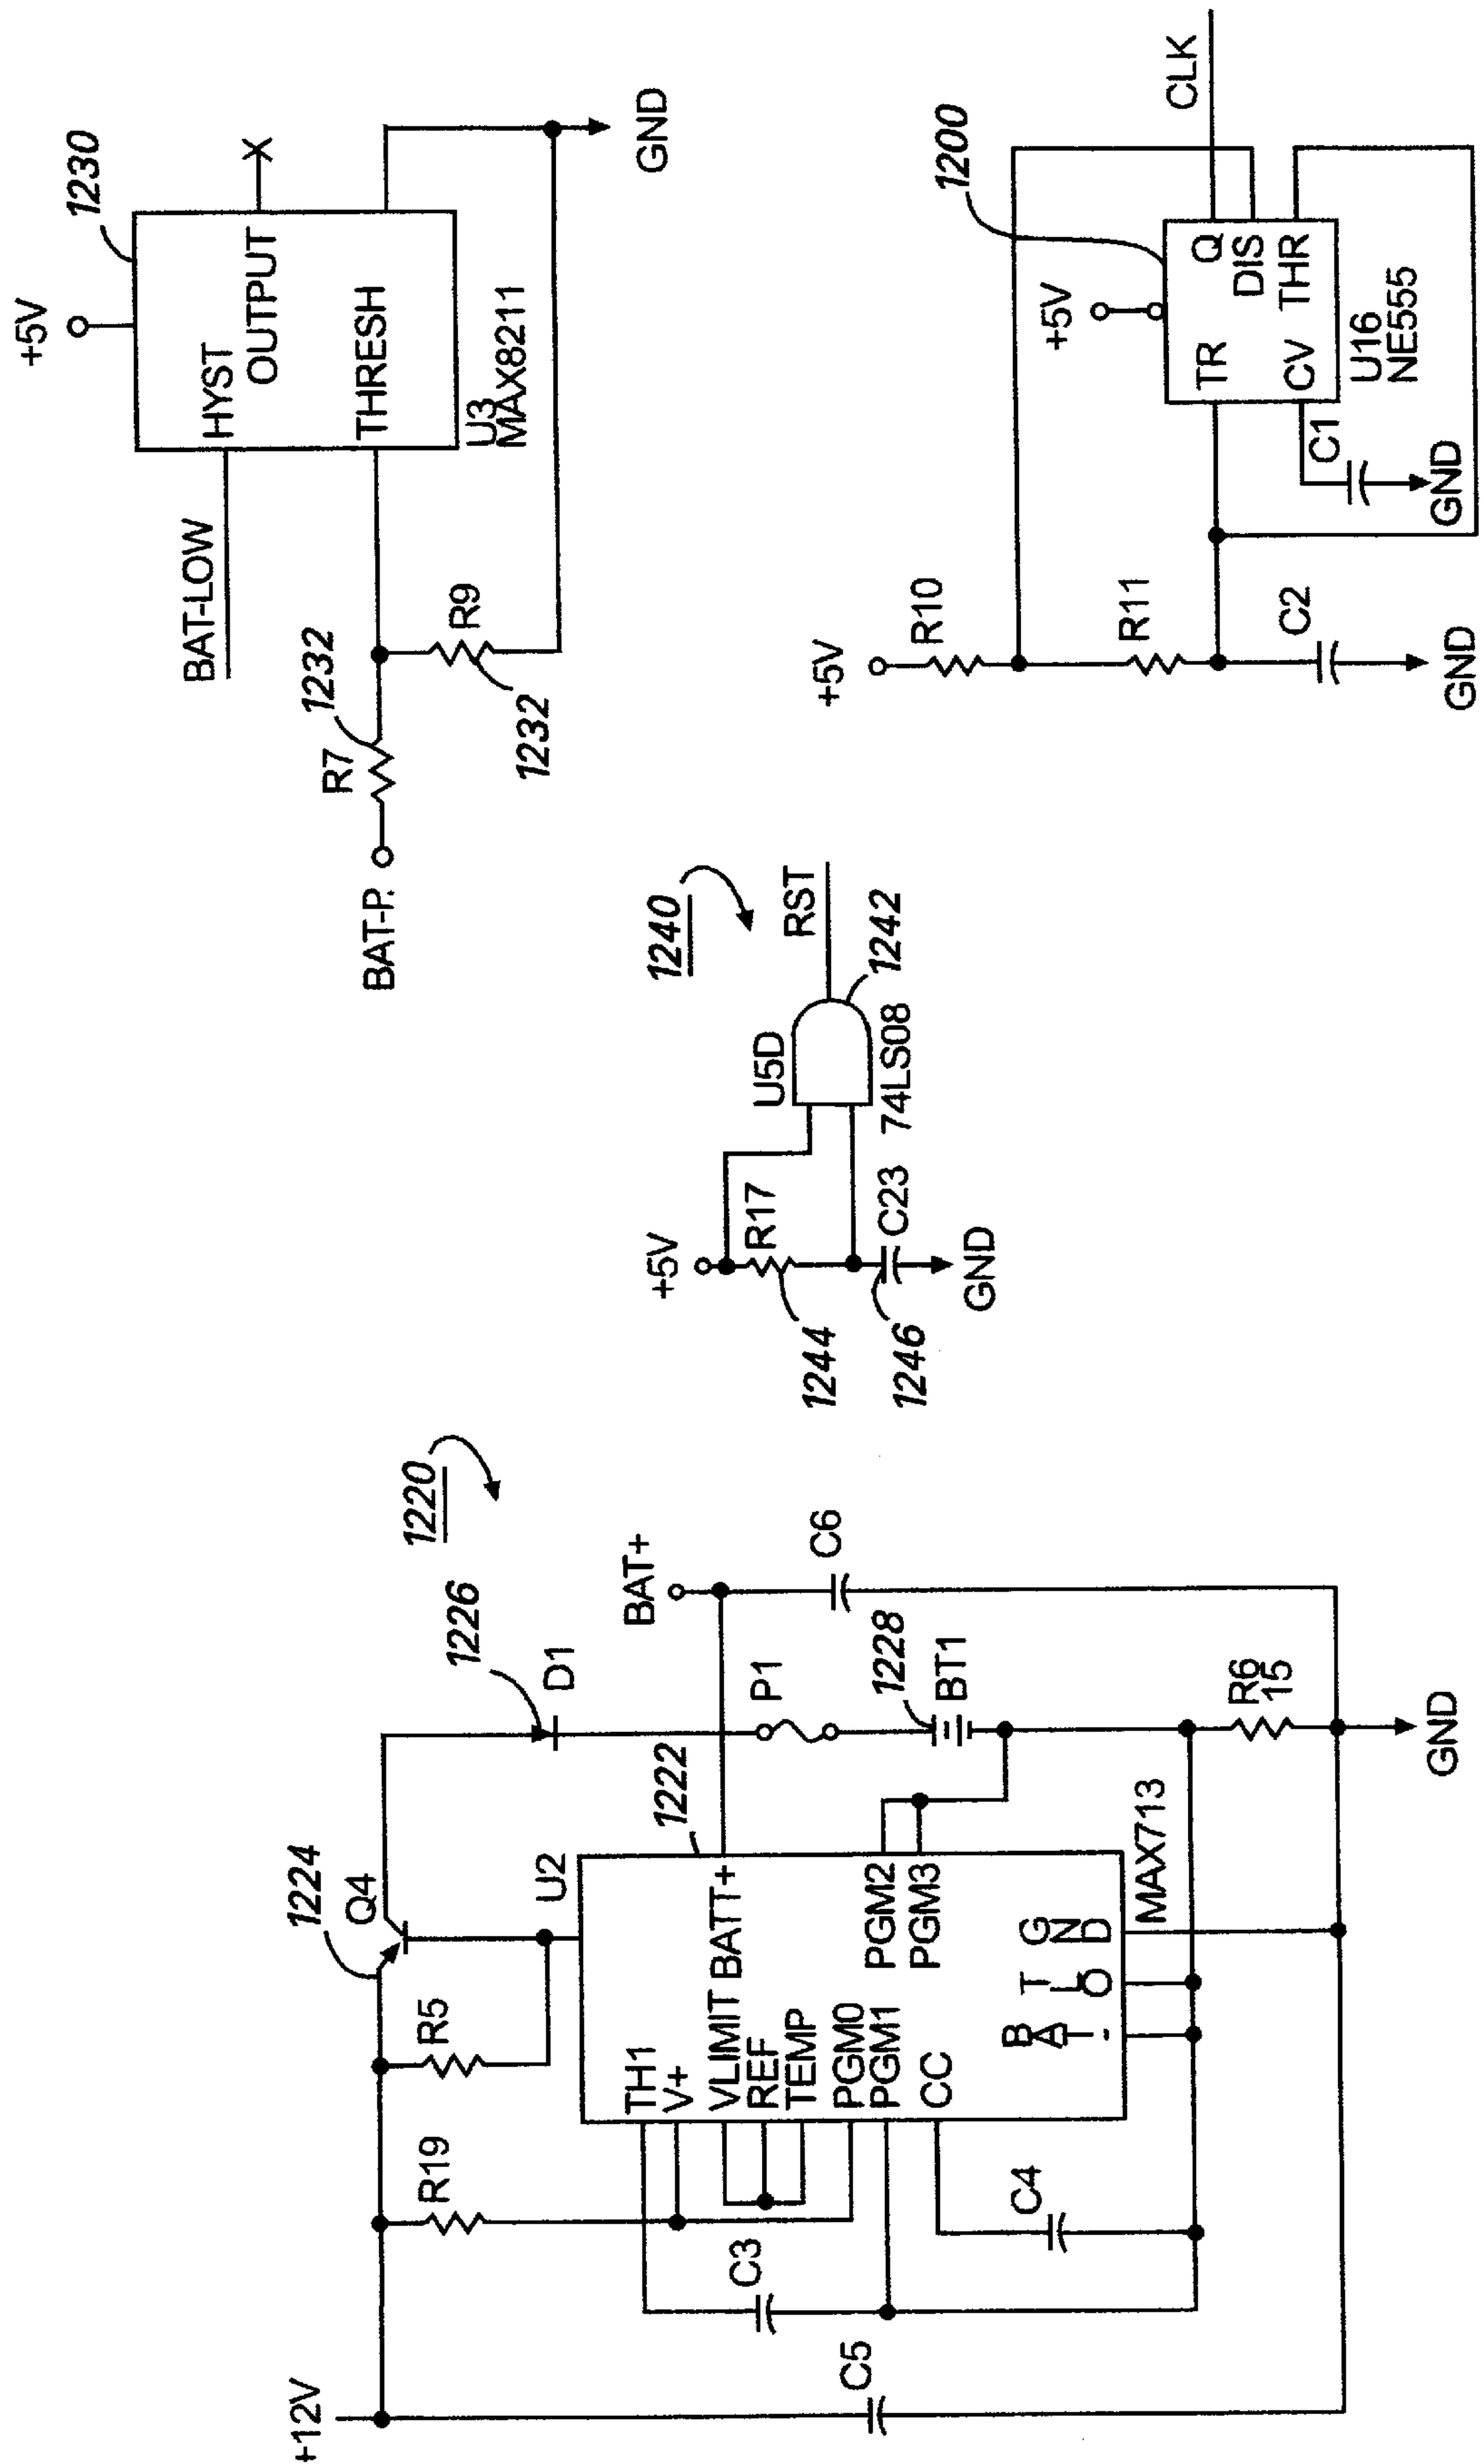 +12V
R19
R5
1224
Q4
1226
D1
1220
BAT+
C6
1222
U2
TH1
V+
VLIMIT
BATT+
REF
TEMP
PGM0
PGM1
CC
PGM2
PGM3
BAT-
TLO
GND
MAX713
P1
1228
BT1
R6
15
GND
C3
C4
C5
+5V
R17
1244
1246
C23
GND
U5D
74LS08
1242
RST
1240
+5V
1230
HYST
OUTPUT
THRESH
U3
MAX8211
BAT-LOW
BAT-P.
R7
1232
R9
1232
GND
+5V
R10
R11
C2
GND
1200
+5V
TR
Q
DIS
CV
THR
U16
NE555
C1
GND
CLK